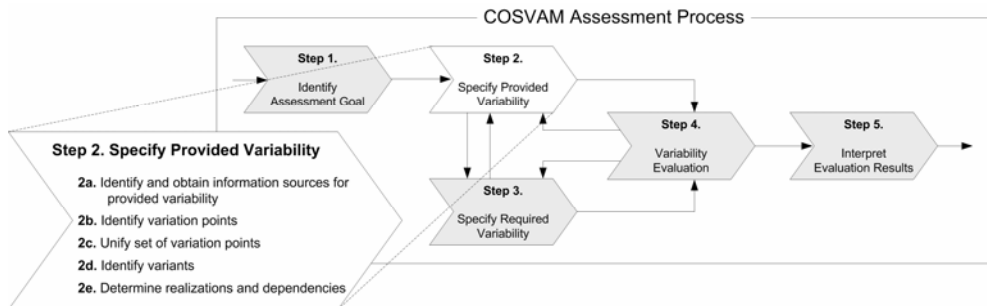 COSVAM Assessment Process
Step 1.
Identify
Assessment Goal
Step 2.
Specify Provided
Variability
Step 3.
Specify Required
Variability
Step 4.
Variability
Evaluation
Step 5.
Interpret
Evaluation Results
Step 2. Specify Provided Variability
2a. Identify and obtain information sources for
provided variability
2b. Identify variation points
2c. Unify set of variation points
2d. Identify variants
2e. Determine realizations and dependencies